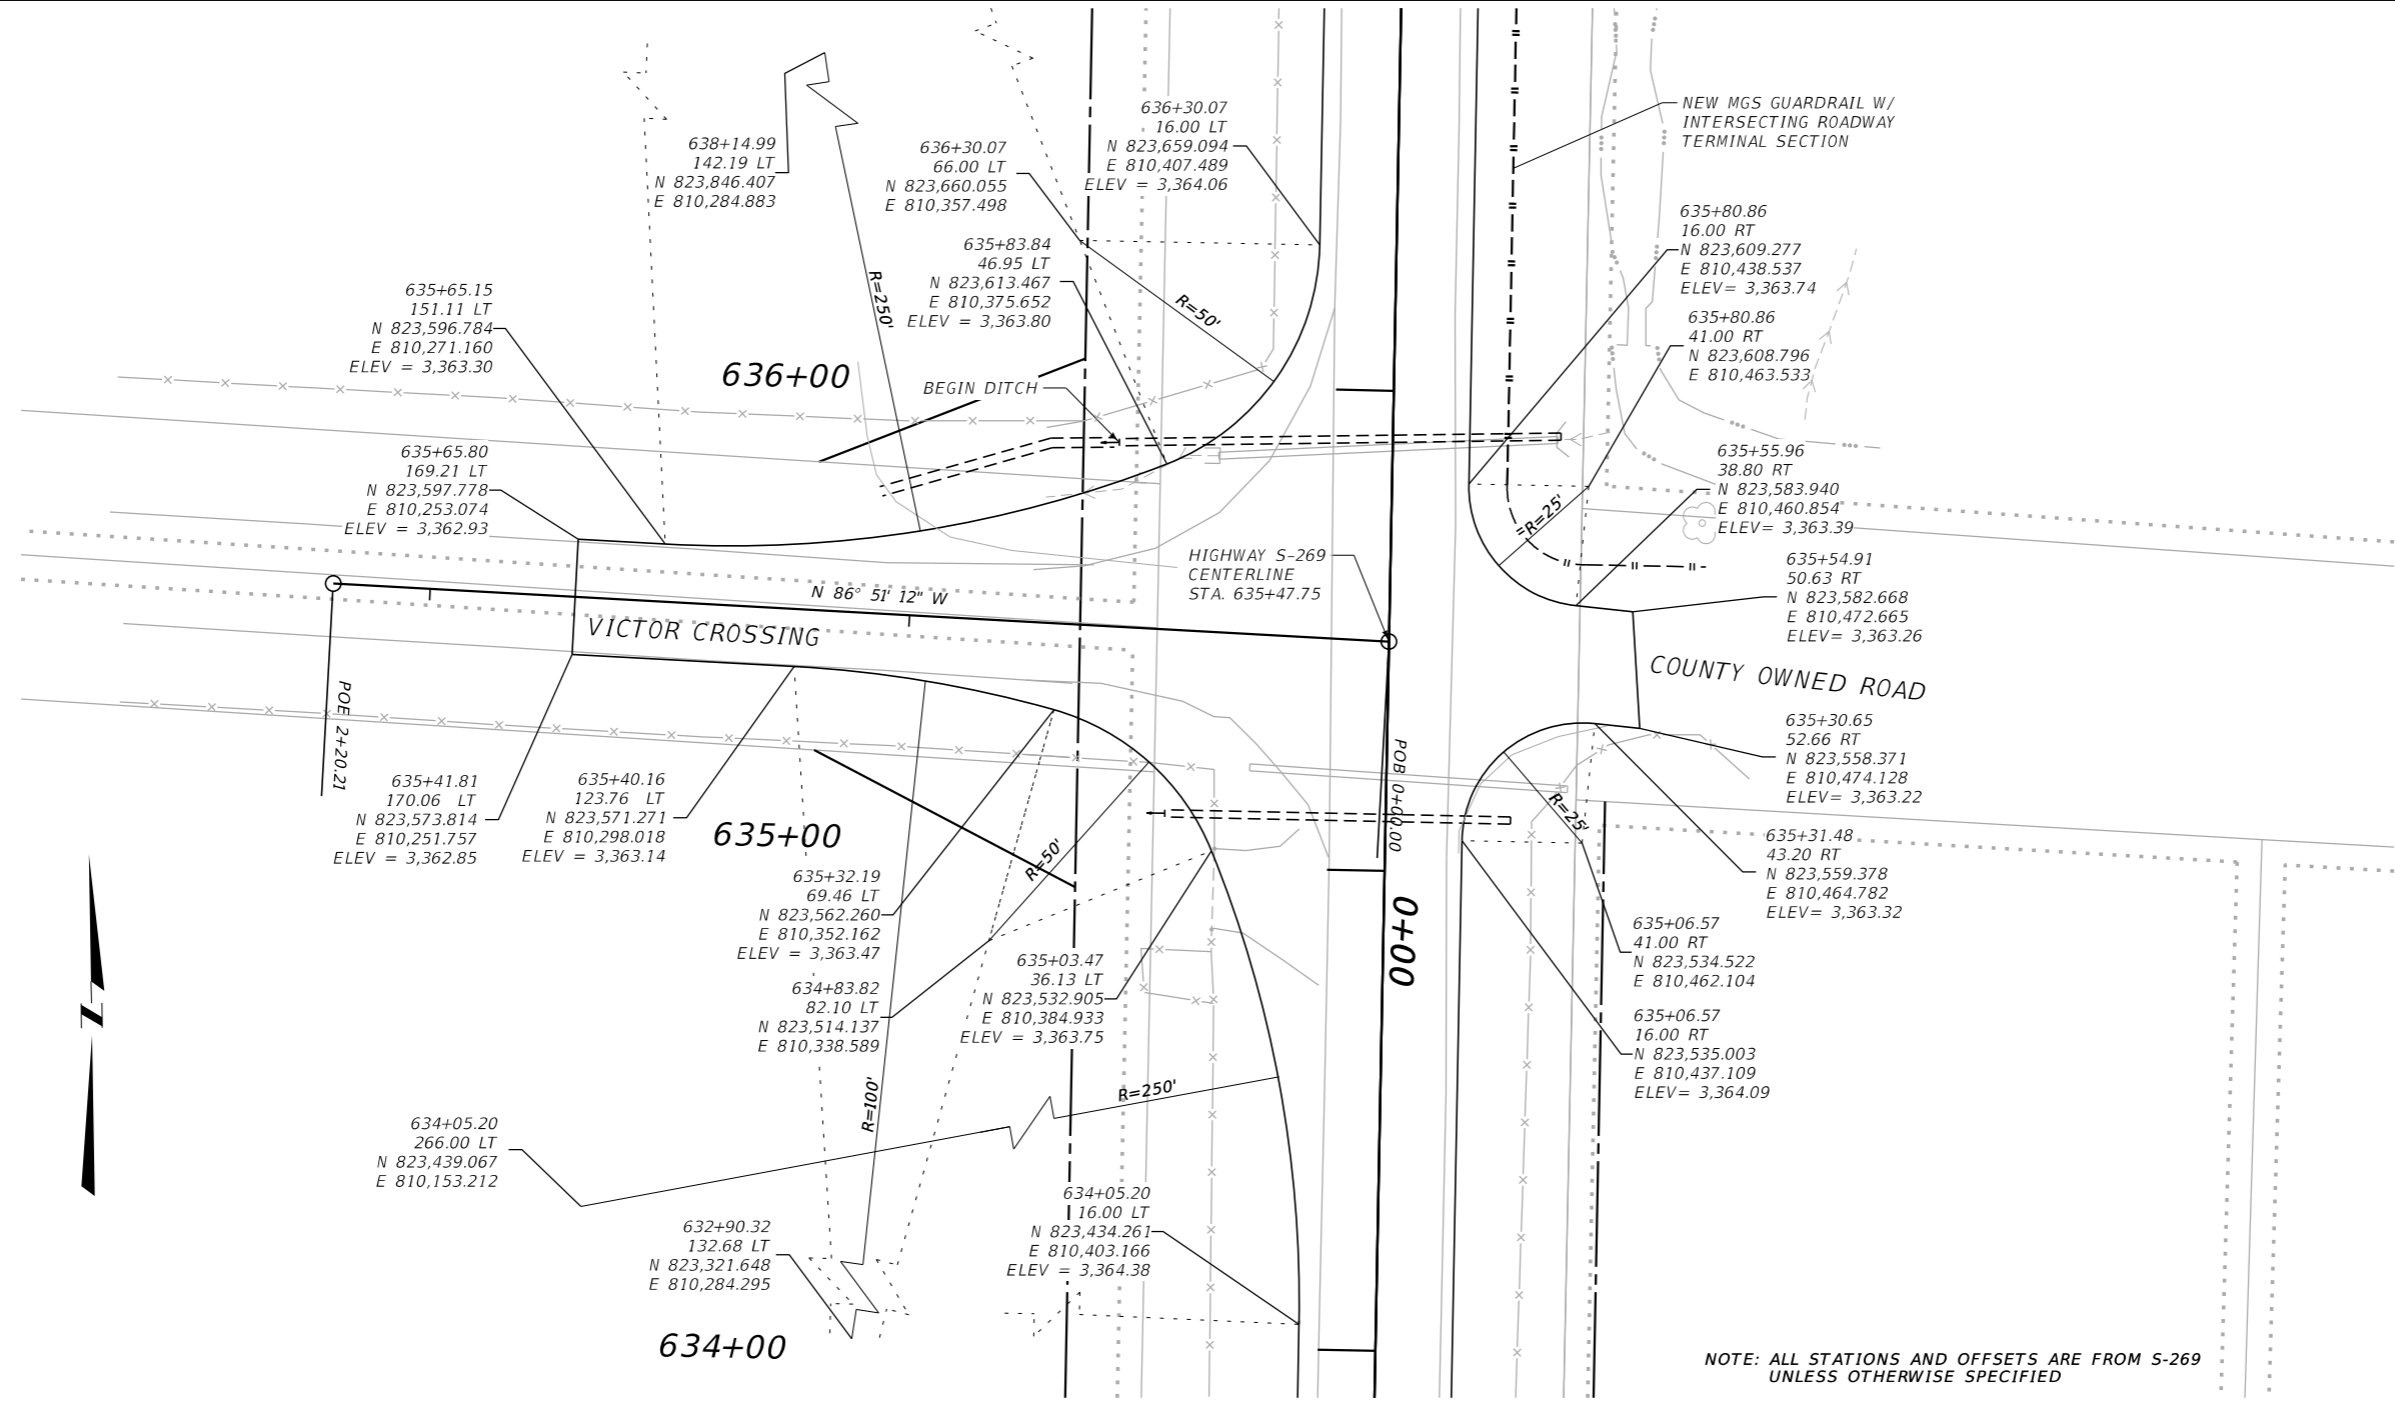 636+30.07
16.00 LT
N 823,659.094
E 810,407.489
ELEV = 3,364.06
NEW MGS GUARDRAIL W/
INTERSECTING ROADWAY
TERMINAL SECTION
638+14.99
142.19 LT
N 823,846.407
E 810,284.883
636+30.07
66.00 LT
N 823,660.055
E 810,357.498
635+80.86
16.00 RT
N 823,609.277
E 810,438.537
ELEV= 3,363.74
635+83.84
46.95 LT
N 823,613.467
E 810,375.652
ELEV = 3,363.80
R=250'
R=50'
635+65.15
151.11 LT
N 823,596.784
E 810,271.160
ELEV = 3,363.30
635+80.86
41.00 RT
N 823,608.796
E 810,463.533
636+00
BEGIN DITCH
635+65.80
169.21 LT
N 823,597.778
E 810,253.074
ELEV = 3,362.93
635+55.96
38.80 RT
N 823,583.940
E 810,460.854
ELEV= 3,363.39
R=25'
HIGHWAY S-269
CENTERLINE
STA. 635+47.75
635+54.91
50.63 RT
N 823,582.668
E 810,472.665
ELEV= 3,363.26
N 86° 51' 12" W
VICTOR CROSSING
COUNTY OWNED ROAD
POE 2+20.21
POB 0+00.00
635+30.65
52.66 RT
N 823,558.371
E 810,474.128
ELEV= 3,363.22
635+41.81
170.06 LT
N 823,573.814
E 810,251.757
ELEV = 3,362.85
635+40.16
123.76 LT
N 823,571.271
E 810,298.018
ELEV = 3,363.14
635+00
R=50'
R=25'
635+31.48
43.20 RT
N 823,559.378
E 810,464.782
ELEV= 3,363.32
635+32.19
69.46 LT
N 823,562.260
E 810,352.162
ELEV = 3,363.47
0+00
635+06.57
41.00 RT
N 823,534.522
E 810,462.104
635+03.47
36.13 LT
N 823,532.905
E 810,384.933
ELEV = 3,363.75
634+83.82
82.10 LT
N 823,514.137
E 810,338.589
635+06.57
16.00 RT
N 823,535.003
E 810,437.109
ELEV= 3,364.09
N
R=100'
R=250'
634+05.20
266.00 LT
N 823,439.067
E 810,153.212
634+05.20
16.00 LT
N 823,434.261
E 810,403.166
ELEV = 3,364.38
632+90.32
132.68 LT
N 823,321.648
E 810,284.295
634+00
NOTE: ALL STATIONS AND OFFSETS ARE FROM S-269
UNLESS OTHERWISE SPECIFIED